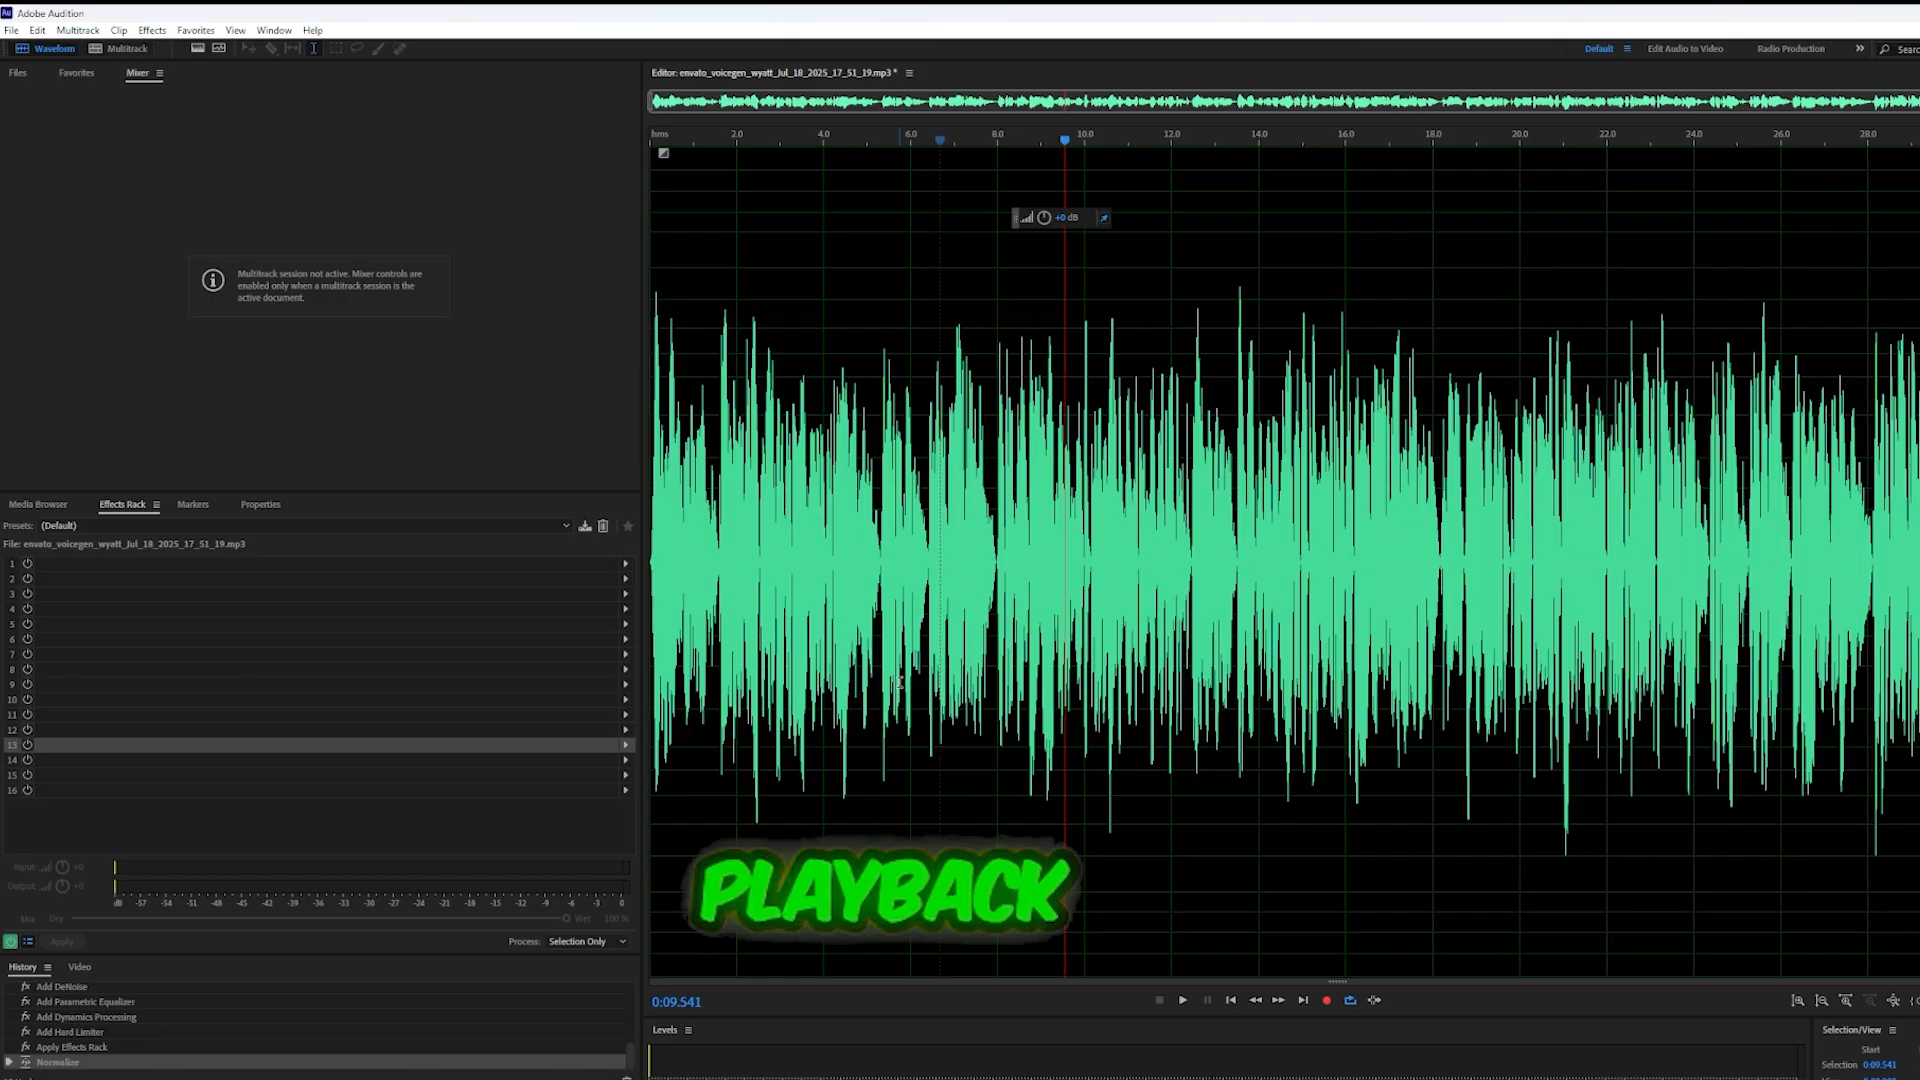 Au Adobe Audition
File Edit Multitrack Clip Effects Favorites View Window Help
Waveform Multitrack
Default Edit Audio to Video Radio Production
Files Favorites Mixer
Editor: envato_voicegen_wyatt_Jul_18_2025_17_51_19.mp3 *
hms 2.0 4.0 6.0 8.0 10.0 12.0 14.0 16.0 18.0 20.0 22.0 24.0 26.0 28.0
+0 dB
Multitrack session not active. Mixer controls are
enabled only when a multitrack session is the
active document.
Media Browser Effects Rack Markers Properties
Presets: (Default)
File: envato_voicegen_wyatt_Jul_18_2025_17_51_19.mp3
1
2
3
4
5
6
7
8
9
10
11
12
13
14
15
16
PLAYBACK
Input: +0
Output: +0
dB -57 -54 -51 -48 -45 -42 -39 -36 -33 -30 -27 -24 -21 -18 -15 -12 -9 -6 -3 0
Mix: Dry Wet 100 %
Apply
Process: Selection Only
History Video
fx Add DeNoise
fx Add Parametric Equalizer
fx Add Dynamics Processing
fx Add Hard Limiter
fx Apply Effects Rack
Normalize
0:09.541
Levels
Selection/View
Start
Selection 0:09.541